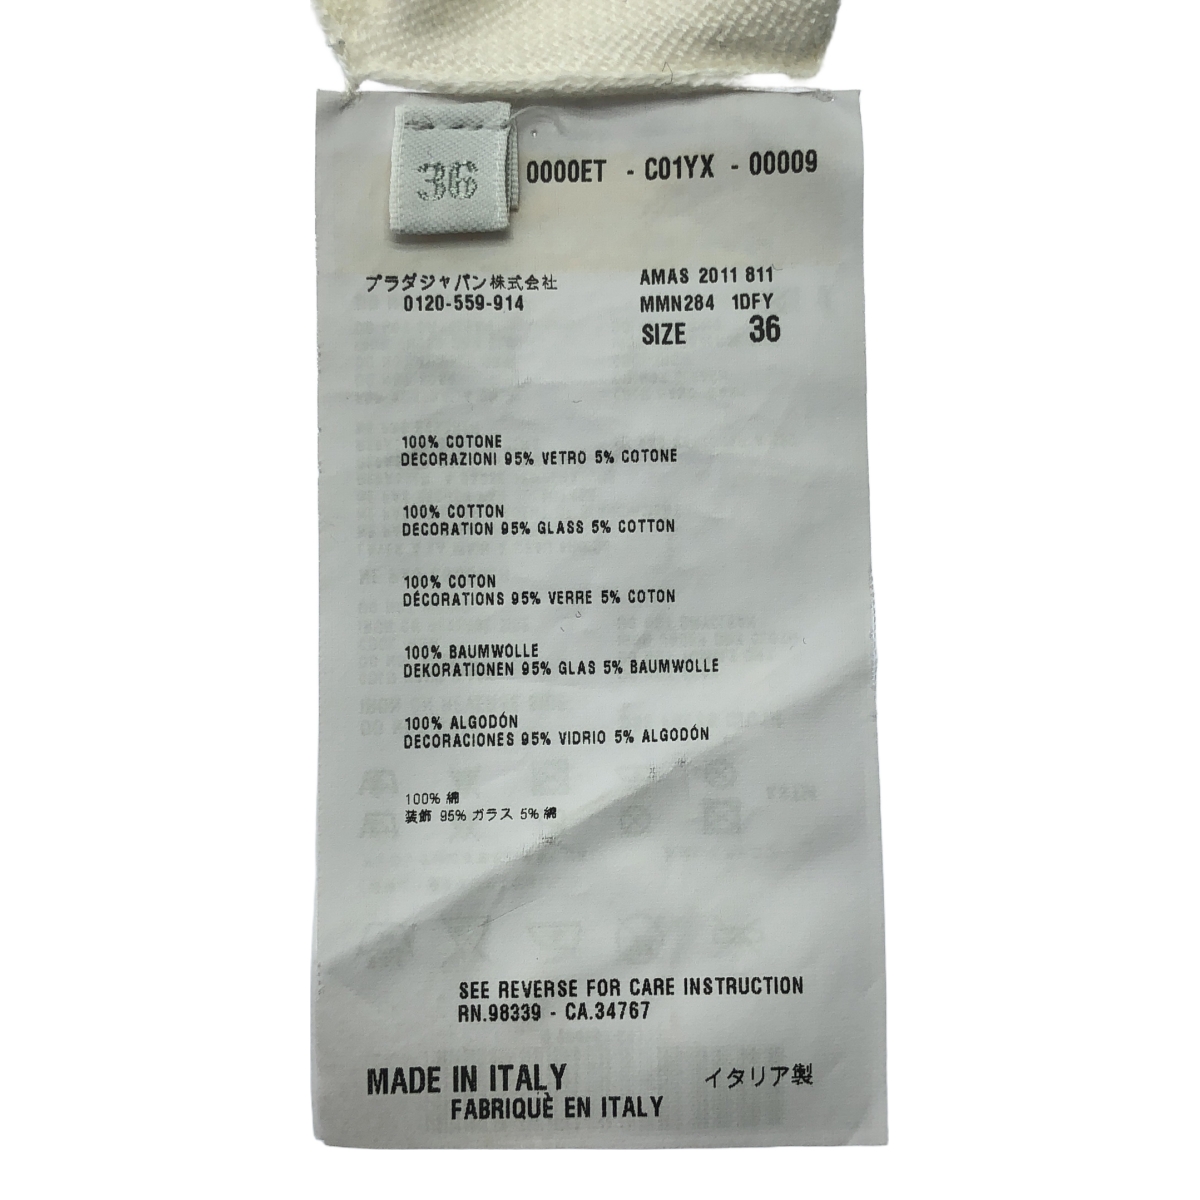 36
0000ET - C01YX - 00009
プラダジャパン株式会社
0120-559-914
AMAS 2011 811
MMN284 1DFY
SIZE 36
100% COTONE
DECORAZIONI 95% VETRO 5% COTONE
100% COTTON
DECORATION 95% GLASS 5% COTTON
100% COTON
DÉCORATIONS 95% VERRE 5% COTON
100% BAUMWOLLE
DEKORATIONEN 95% GLAS 5% BAUMWOLLE
100% ALGODÓN
DECORACIONES 95% VIDRIO 5% ALGODÓN
100% 綿
装飾 95% ガラス 5% 綿
SEE REVERSE FOR CARE INSTRUCTION
RN.98339 - CA.34767
MADE IN ITALY
FABRIQUÈ EN ITALY
イタリア製